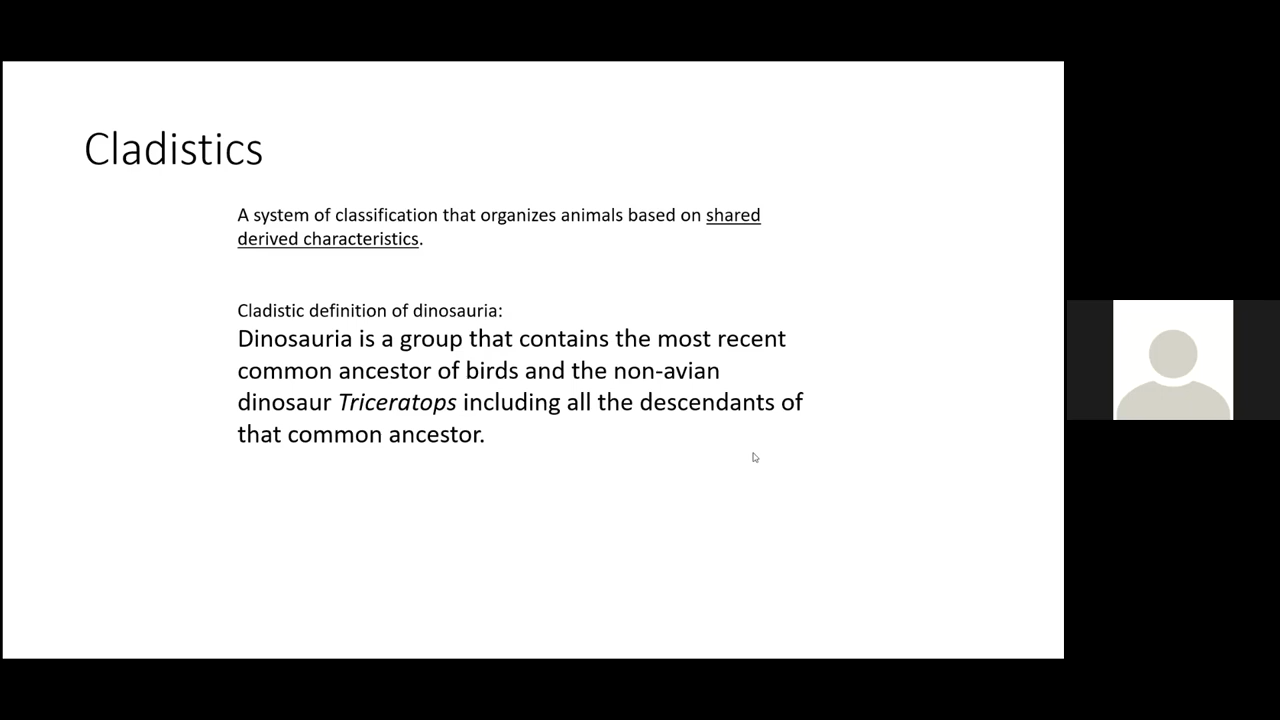 Cladistics
A system of classification that organizes animals based on shared
derived characteristics.
Cladistic definition of dinosauria:
Dinosauria is a group that contains the most recent
common ancestor of birds and the non-avian
dinosaur Triceratops including all the descendants of
that common ancestor.